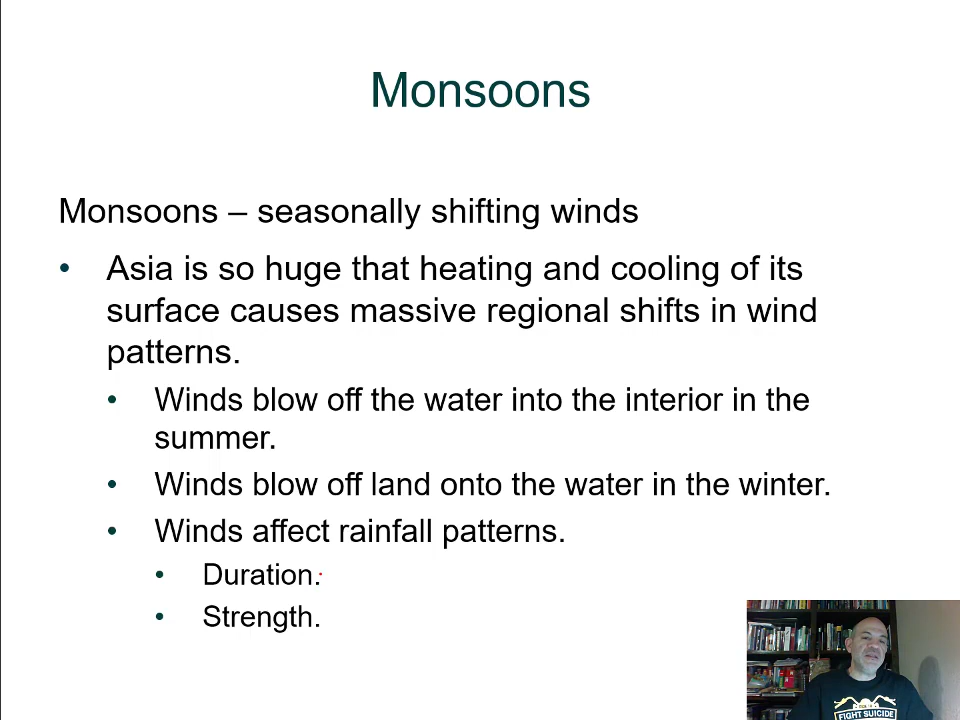 Monsoons
Monsoons – seasonally shifting winds
• Asia is so huge that heating and cooling of its
surface causes massive regional shifts in wind
patterns.
• Winds blow off the water into the interior in the
summer.
• Winds blow off land onto the water in the winter.
• Winds affect rainfall patterns.
• Duration.
• Strength.
FIGHT SUICIDE